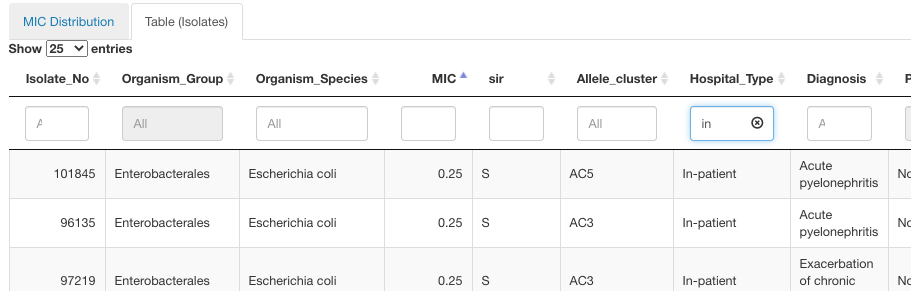 MIC Distribution Table (Isolates)
Show 25 entries
Isolate_No Organism_Group Organism_Species MIC sir Allele_cluster Hospital_Type Diagnosis P
All All All in
101845 Enterobacterales Escherichia coli 0.25 S AC5 In-patient Acute pyelonephritis No
96135 Enterobacterales Escherichia coli 0.25 S AC3 In-patient Acute pyelonephritis No
97219 Enterobacterales Escherichia coli 0.25 S AC3 In-patient Exacerbation of chronic No